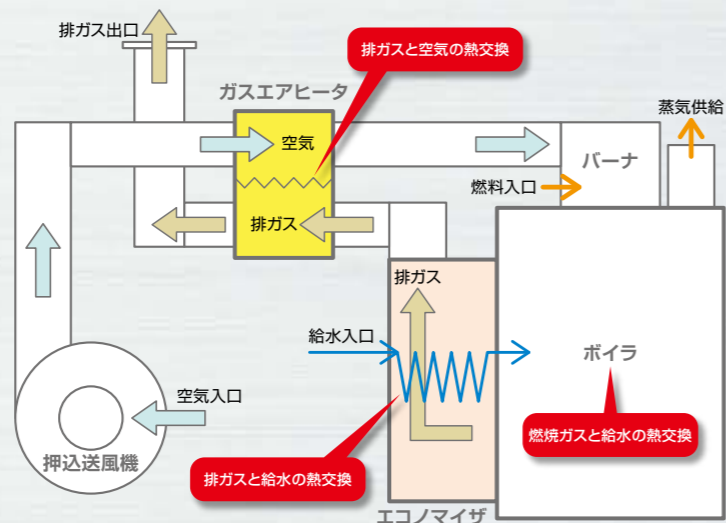 排ガス出口
排ガスと空気の熱交換
ガスエアヒータ
蒸気供給
空気
バーナ
燃料入口
排ガス
排ガス
給水入口
ボイラ
空気入口
燃焼ガスと給水の熱交換
押込送風機
排ガスと給水の熱交換
エコノマイザ